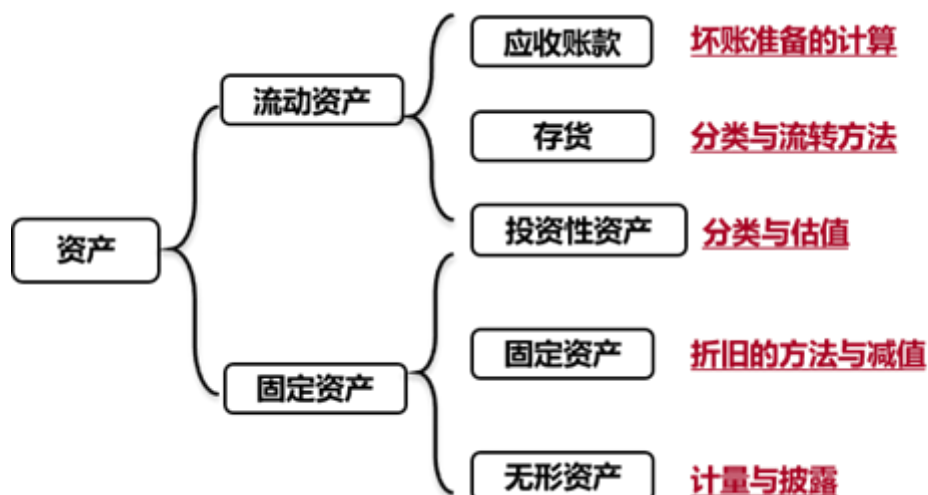 应收账款 坏账准备的计算
流动资产
存货 分类与流转方法
投资性资产 分类与估值
资产
固定资产 折旧的方法与减值
固定资产
无形资产 计量与披露